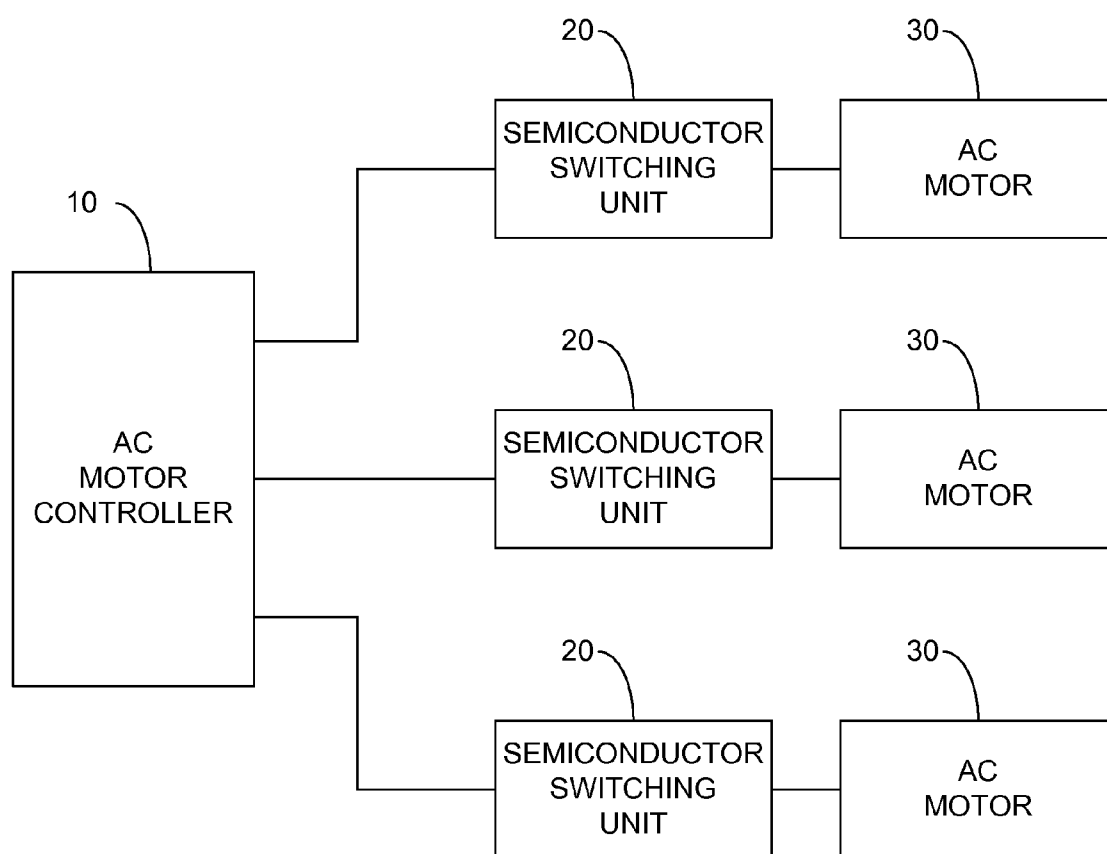 20
30
SEMICONDUCTOR
SWITCHING
UNIT
AC
MOTOR
10
AC
MOTOR
CONTROLLER
20
30
SEMICONDUCTOR
SWITCHING
UNIT
AC
MOTOR
20
30
SEMICONDUCTOR
SWITCHING
UNIT
AC
MOTOR